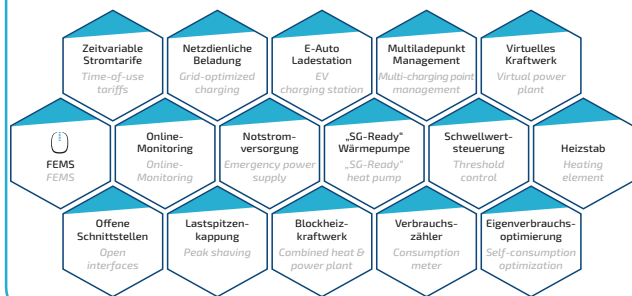 Zeitvariable
Stromtarife
Time-of-use
tariffs
Netzdienliche
Beladung
Grid-optimized
charging
E-Auto
Ladestation
EV
charging station
Multiladepunkt
Management
Multi-charging point
management
Virtuelles
Kraftwerk
Virtual power
plant
FEMS
FEMS
Online-
Monitoring
Online-
Monitoring
Notstrom-
versorgung
Emergency power
supply
„SG-Ready"
Wärmepumpe
„SG-Ready"
heat pump
Schwellwert-
steuerung
Threshold
control
Heizstab
Heating
element
Offene
Schnittstellen
Open
interfaces
Lastspitzen-
kappung
Peak shaving
Blockheiz-
kraftwerk
Combined heat &
power plant
Verbrauchs-
zähler
Consumption
meter
Eigenverbrauchs-
optimierung
Self-consumption
optimization